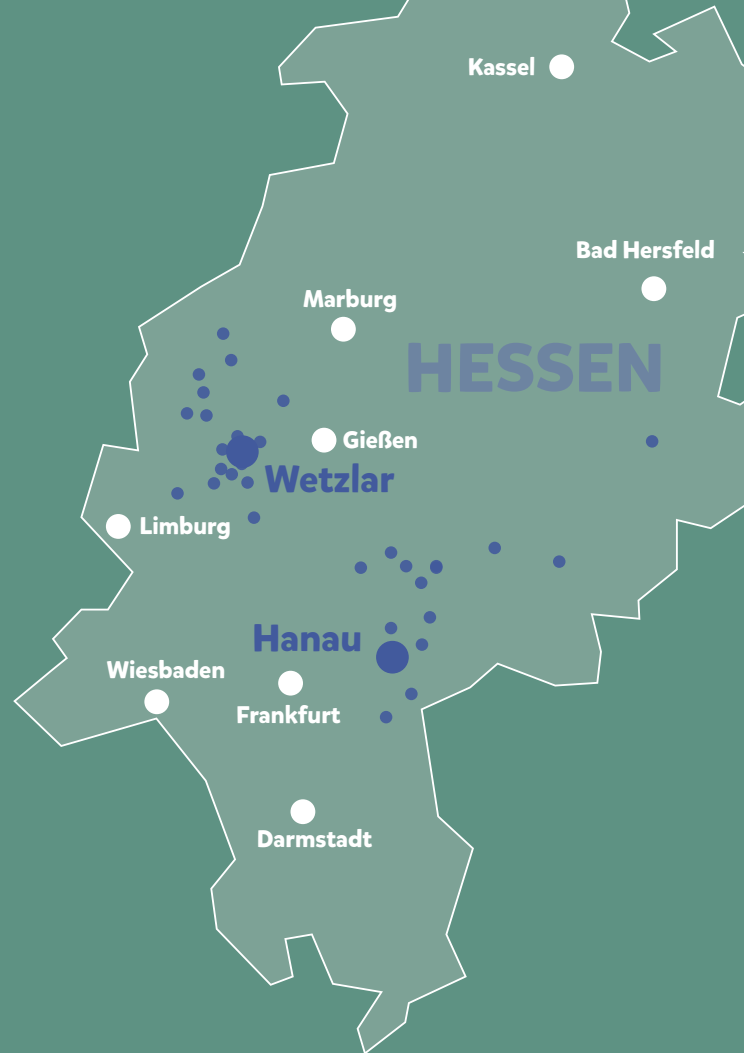 Kassel
Bad Hersfeld
Marburg
HESSEN
Gießen
Wetzlar
Limburg
Hanau
Wiesbaden
Frankfurt
Darmstadt